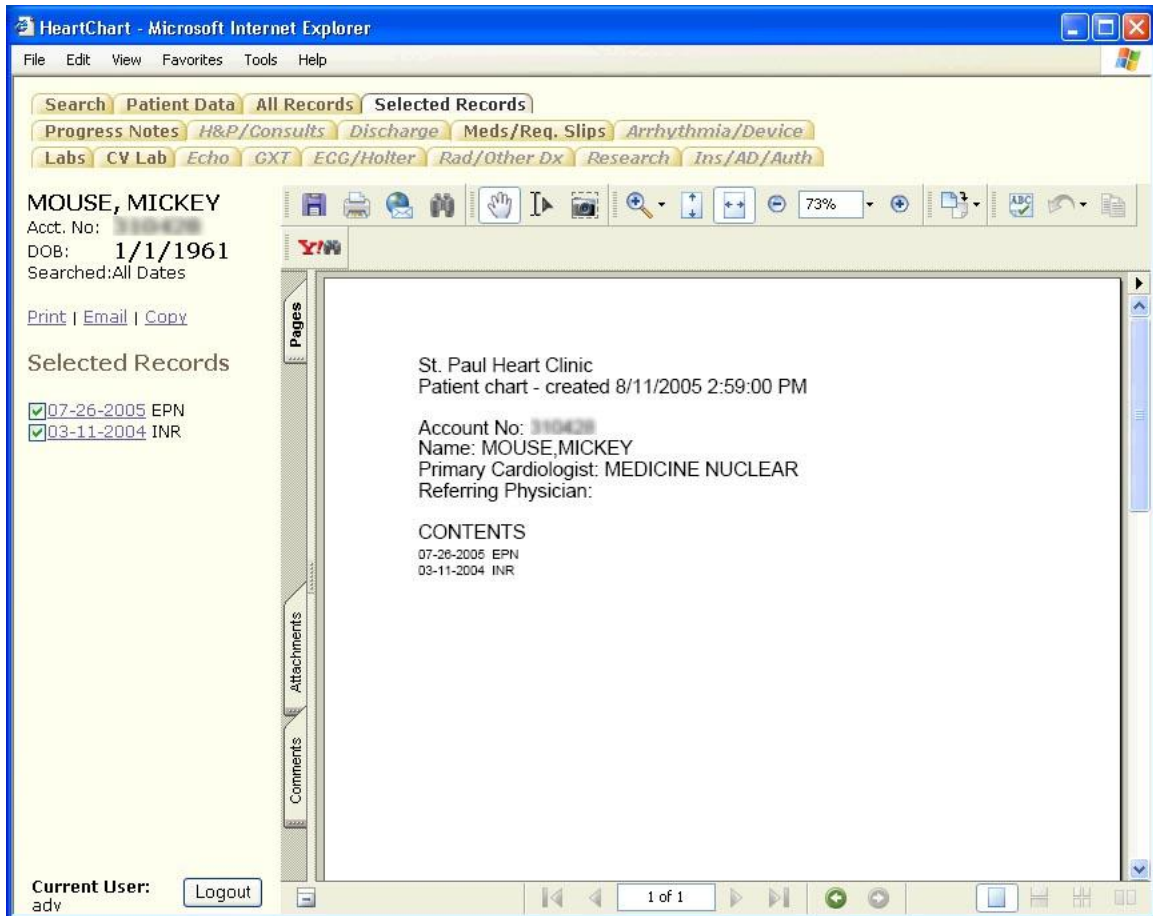 HeartChart - Microsoft Internet Explorer
File Edit View Favorites Tools Help
Search Patient Data All Records Selected Records
Progress Notes H&P/Consults Discharge Meds/Req. Slips Arrhythmia/Device
Labs CV Lab Echo GXT ECG/Holter Rad/Other Dx Research Ins/AD/Auth
MOUSE, MICKEY
Acct. No:
DOB: 1/1/1961
Searched:All Dates
Print | Email | Copy
Selected Records
07-26-2005 EPN
03-11-2004 INR
73%
ABC
Y!
Pages
Attachments
Comments
St. Paul Heart Clinic
Patient chart - created 8/11/2005 2:59:00 PM
Account No:
Name: MOUSE,MICKEY
Primary Cardiologist: MEDICINE NUCLEAR
Referring Physician:
CONTENTS
07-26-2005 EPN
03-11-2004 INR
Current User:
adv
Logout
1 of 1